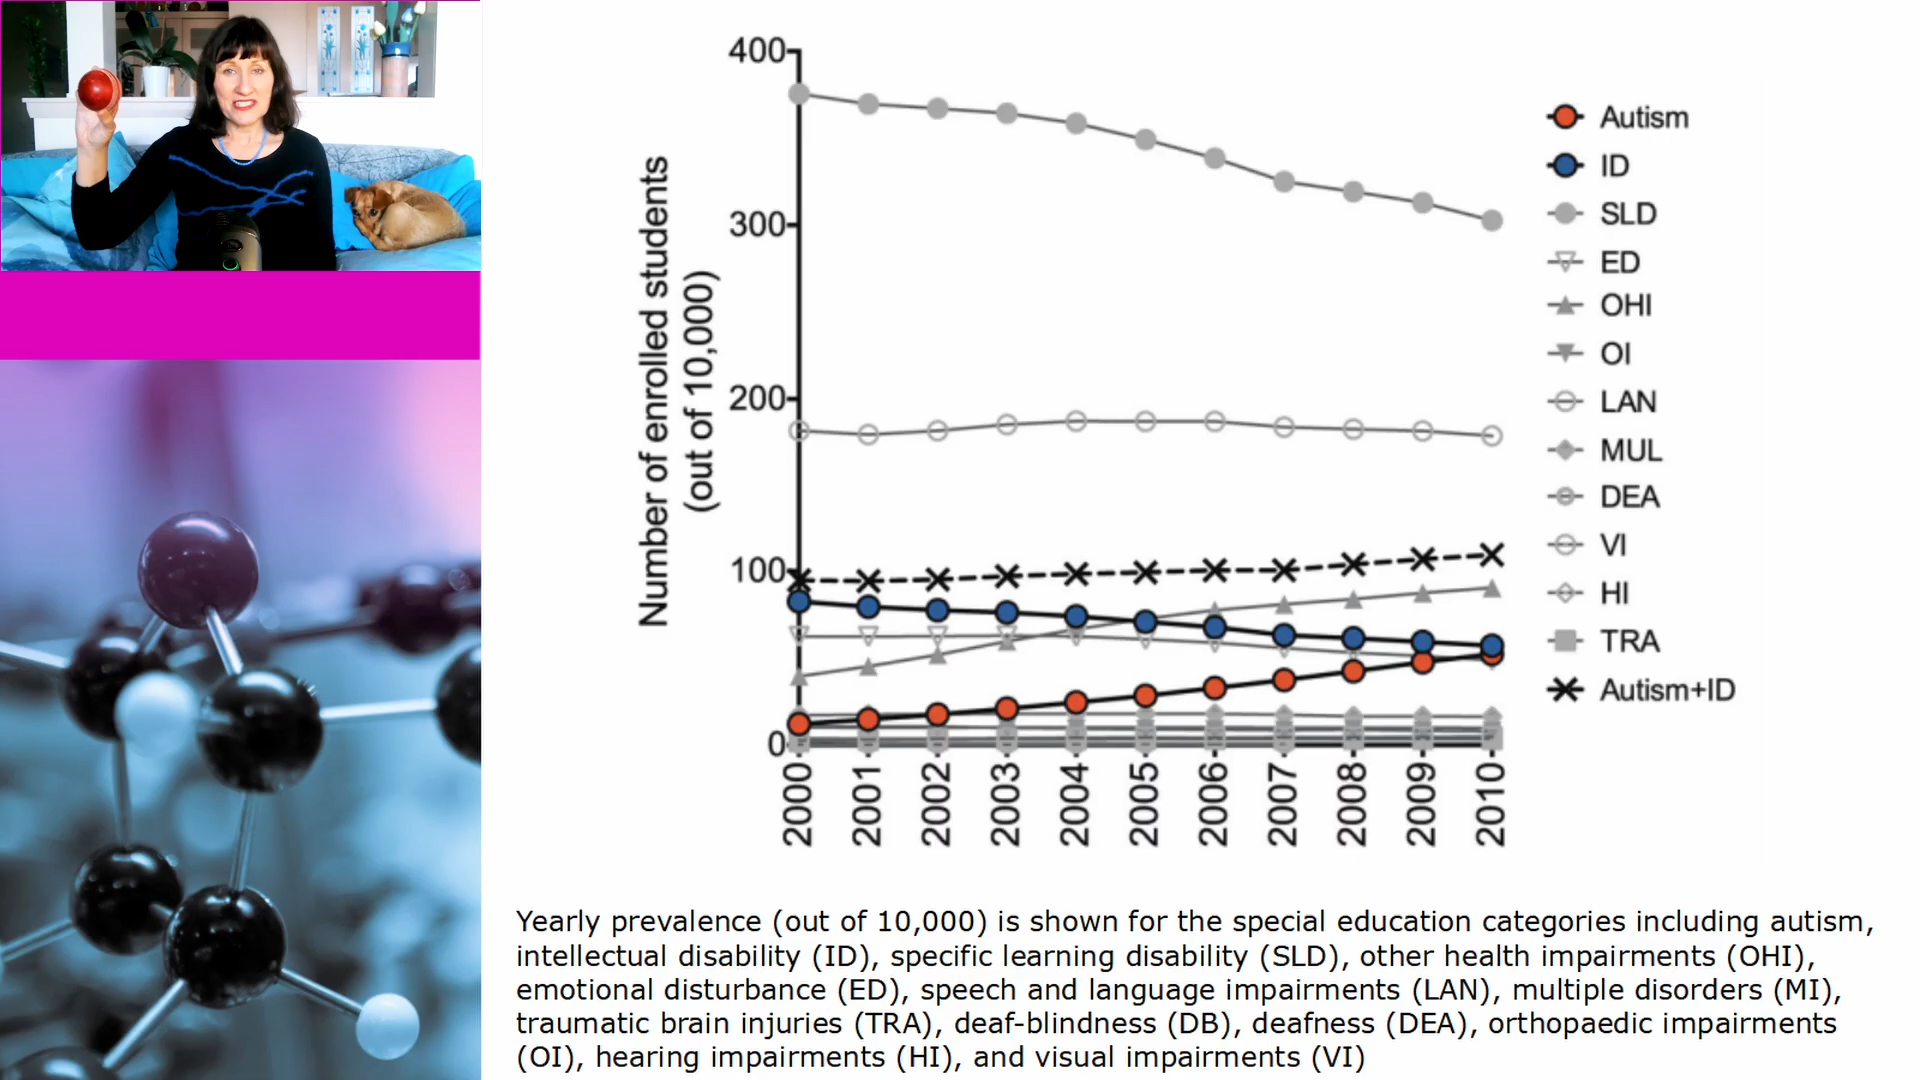 400
300
200
100
0
Number of enrolled students
(out of 10,000)
2000
2001
2002
2003
2004
2005
2006
2007
2008
2009
2010
Autism
ID
SLD
ED
OHI
OI
LAN
MUL
DEA
VI
HI
TRA
Autism+ID
Yearly prevalence (out of 10,000) is shown for the special education categories including autism,
intellectual disability (ID), specific learning disability (SLD), other health impairments (OHI),
emotional disturbance (ED), speech and language impairments (LAN), multiple disorders (MI),
traumatic brain injuries (TRA), deaf-blindness (DB), deafness (DEA), orthopaedic impairments
(OI), hearing impairments (HI), and visual impairments (VI)